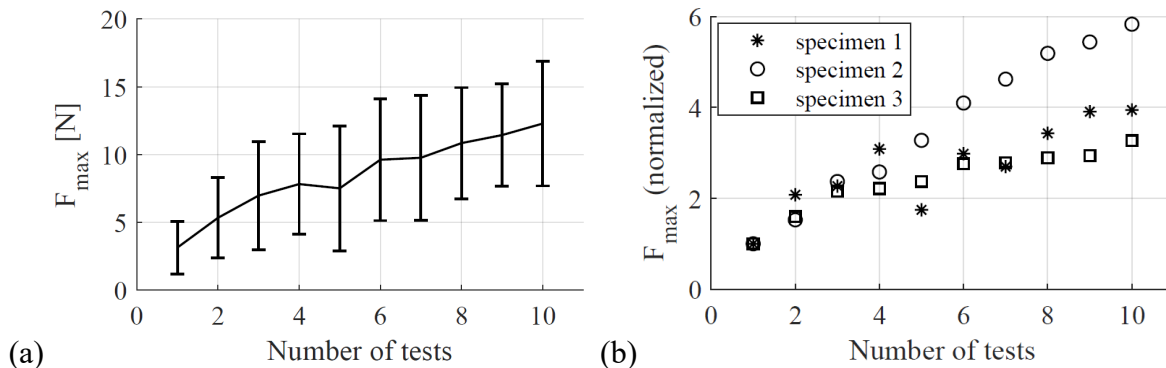 20
15
10
5
0
F max [N]
0 2 4 6 8 10
Number of tests
(a)
6
4
2
0
F max (normalized)
specimen 1
specimen 2
specimen 3
0 2 4 6 8 10
Number of tests
(b)